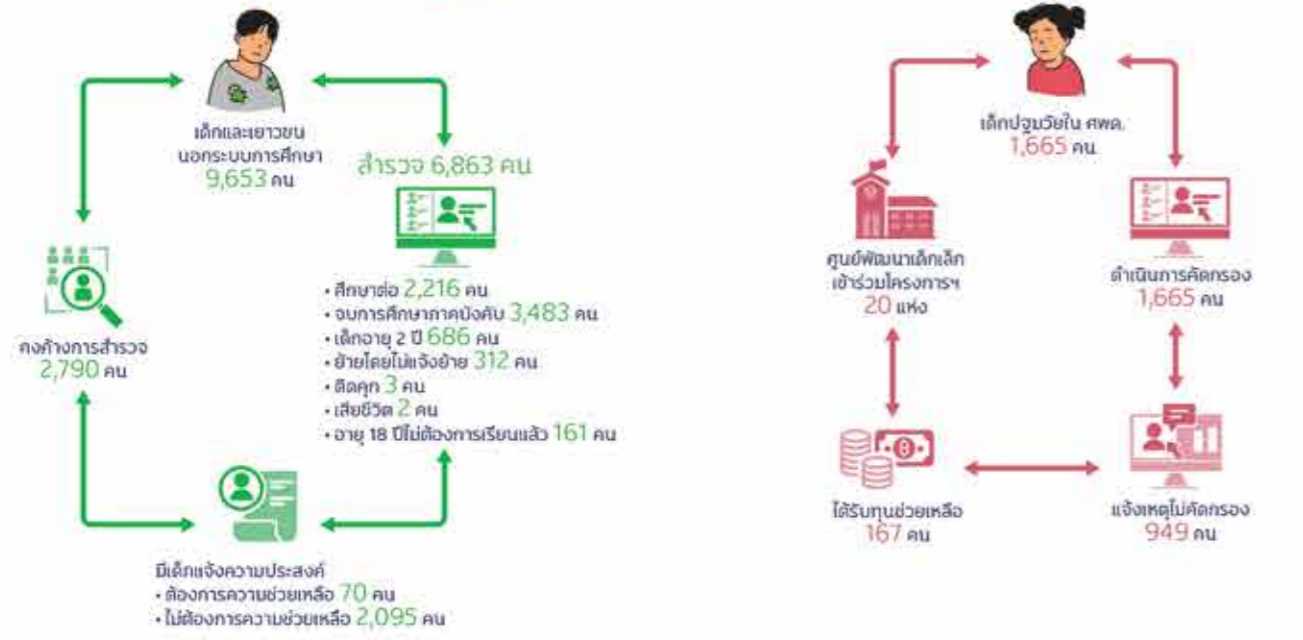 เด็กและเยาวชน
นอกระบบการศึกษา
9,653 คน
สำรวจ 6,863 คน
• ศึกษาต่อ 2,216 คน
• จบการศึกษาภาคบังคับ 3,483 คน
• เด็กอายุ 2 ปี 686 คน
• ย้ายโดยไม่แจ้งย้าย 312 คน
• ติดคุก 3 คน
• เสียชีวิต 2 คน
• อายุ 18 ปีไม่ต้องการเรียนแล้ว 161 คน
คงค้างการสำรวจ
2,790 คน
มีเด็กแจ้งความประสงค์
• ต้องการความช่วยเหลือ 70 คน
• ไม่ต้องการความช่วยเหลือ 2,095 คน
เด็กปฐมวัยใน ศพด.
1,665 คน
ศูนย์พัฒนาเด็กเล็ก
เข้าร่วมโครงการฯ
20 แห่ง
ดำเนินการคัดกรอง
1,665 คน
ได้รับทุนช่วยเหลือ
167 คน
แจ้งเหตุไม่คัดกรอง
949 คน